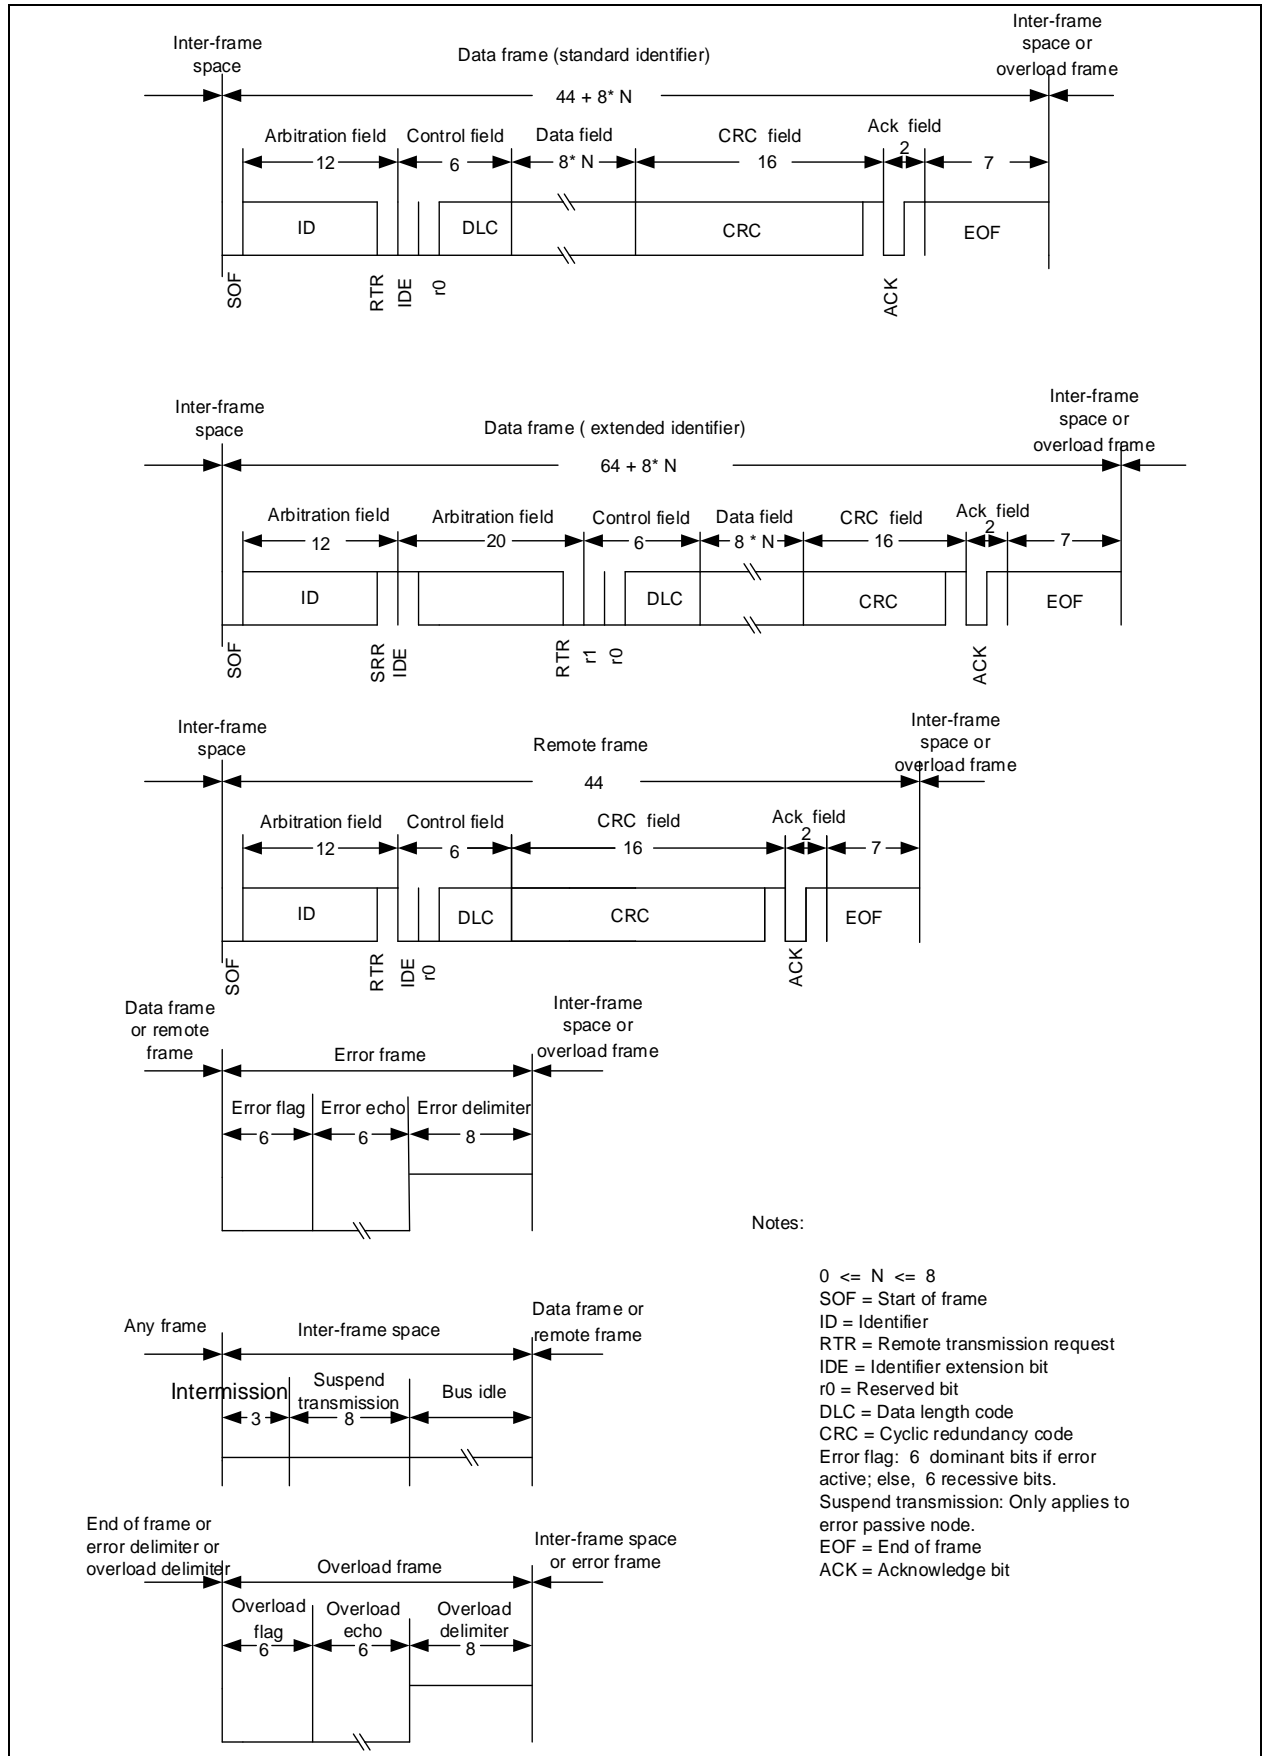 Inter-frame
space
Data frame (standard identifier)
Inter-frame
space or
overload frame
44 + 8* N
Arbitration field
Control field
Data field
CRC field
Ack field
12
6
8* N
16
2
7
ID
DLC
CRC
EOF
SOF
RTR
IDE
r0
ACK
Inter-frame
space
Data frame ( extended identifier)
Inter-frame
space or
overload frame
64 + 8* N
Arbitration field
Arbitration field
Control field
Data field
CRC field
Ack field
12
20
6
8 * N
16
2
7
ID
DLC
CRC
EOF
SOF
SRR
IDE
RTR
r1
r0
ACK
Inter-frame
space
Remote frame
Inter-frame
space or
overload frame
44
Arbitration field
Control field
CRC field
Ack field
12
6
16
2
7
ID
DLC
CRC
EOF
SOF
RTR
IDE
r0
ACK
Data frame
or remote
frame
Error frame
Inter-frame
space or
overload frame
Error flag
Error echo
Error delimiter
6
6
8
Any frame
Inter-frame space
Data frame or
remote frame
Intermission
Suspend
transmission
Bus idle
3
8
End of frame or
error delimiter or
overload delimiter
Overload frame
Inter-frame space
or error frame
Overload
flag
Overload
echo
Overload
delimiter
6
6
8
Notes:
0 <= N <= 8
SOF = Start of frame
ID = Identifier
RTR = Remote transmission request
IDE = Identifier extension bit
r0 = Reserved bit
DLC = Data length code
CRC = Cyclic redundancy code
Error flag: 6 dominant bits if error
active; else, 6 recessive bits.
Suspend transmission: Only applies to
error passive node.
EOF = End of frame
ACK = Acknowledge bit